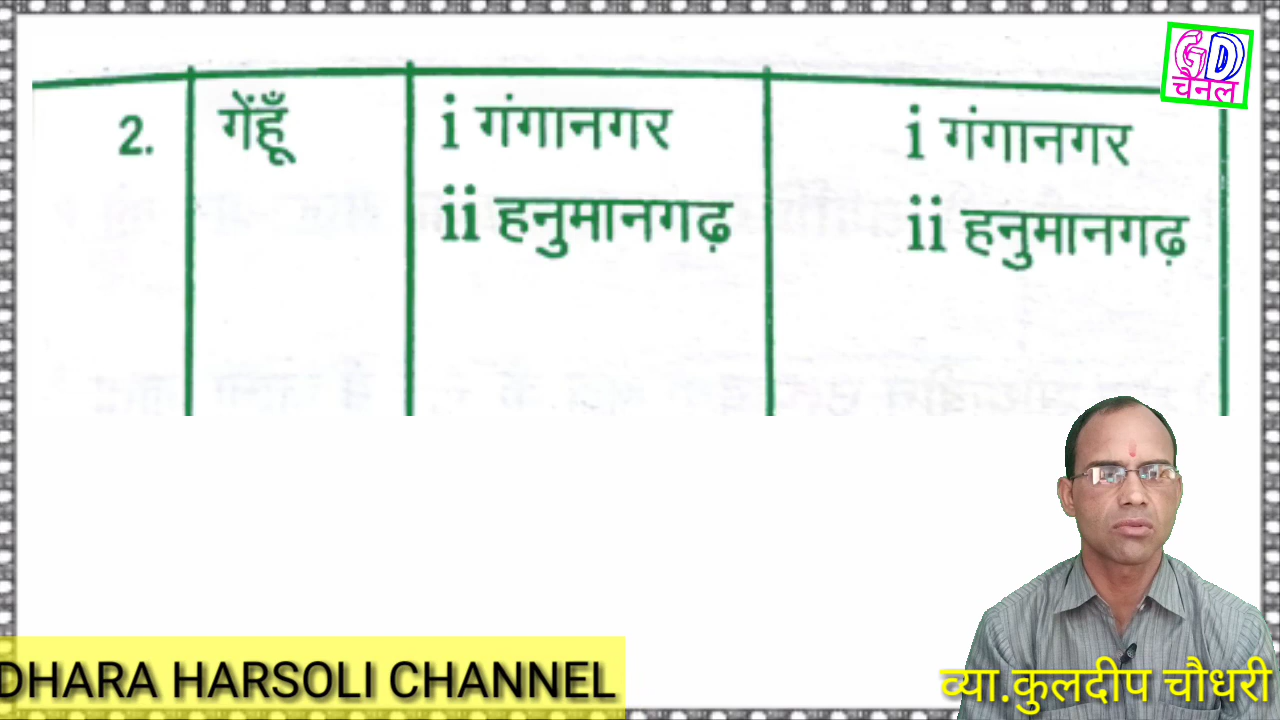 GD
चैनल
2. गेंहूँ i गंगानगर i गंगानगर
ii हनुमानगढ़ ii हनुमानगढ़
DHARA HARSOLI CHANNEL
व्या.कुलदीप चौधरी